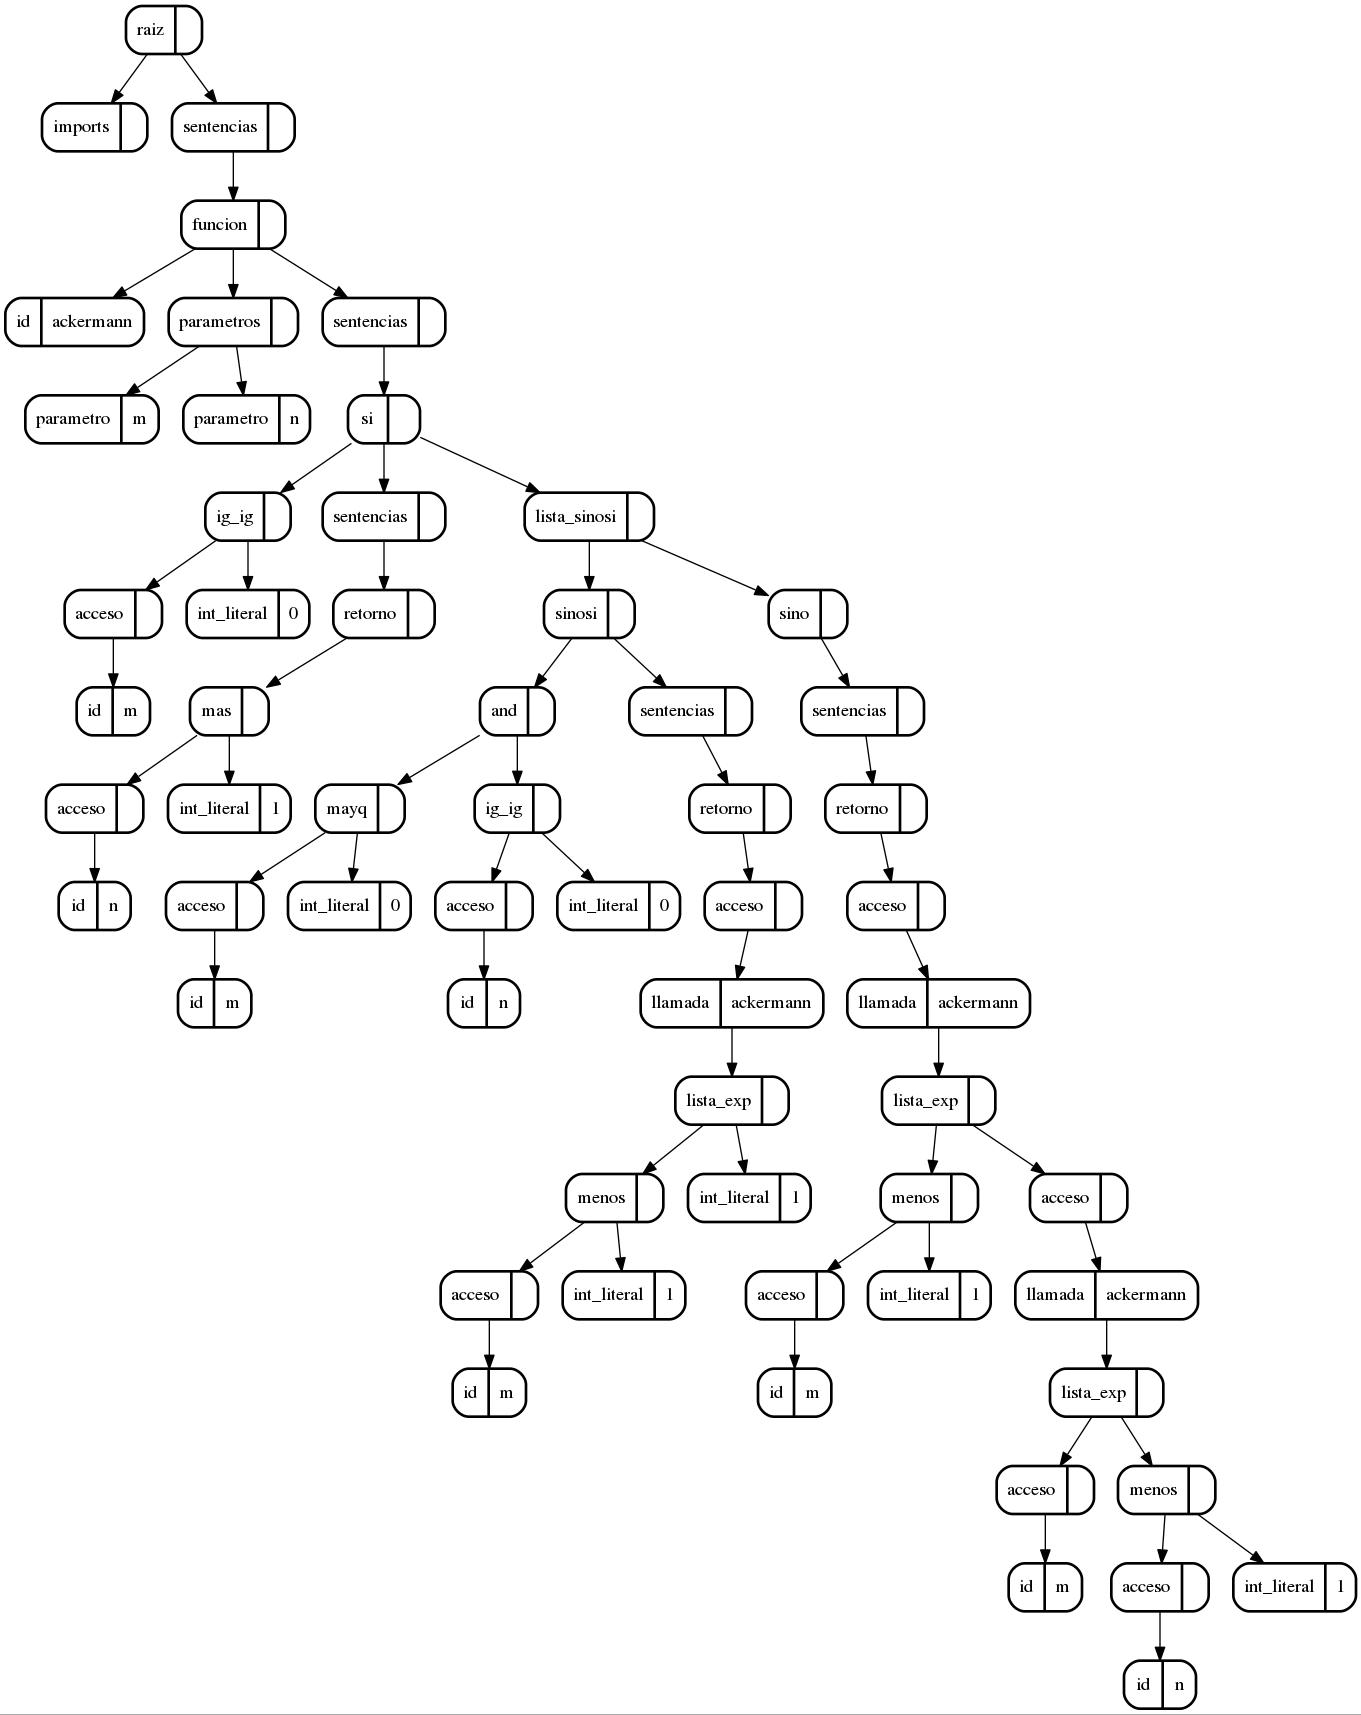 raiz
imports
sentencias
funcion
id ackermann
parametros
sentencias
parametro m
parametro n
si
ig_ig
sentencias
lista_sinosi
acceso
int_literal 0
retorno
sinosi
sino
id m
mas
and
sentencias
sentencias
acceso
int_literal 1
mayq
ig_ig
retorno
retorno
id n
acceso
int_literal 0
acceso
int_literal 0
acceso
acceso
id m
id n
llamada ackermann
llamada ackermann
lista_exp
lista_exp
menos
int_literal 1
menos
acceso
acceso
int_literal 1
acceso
int_literal 1
llamada ackermann
id m
id m
lista_exp
acceso
menos
id m
acceso
int_literal 1
id n